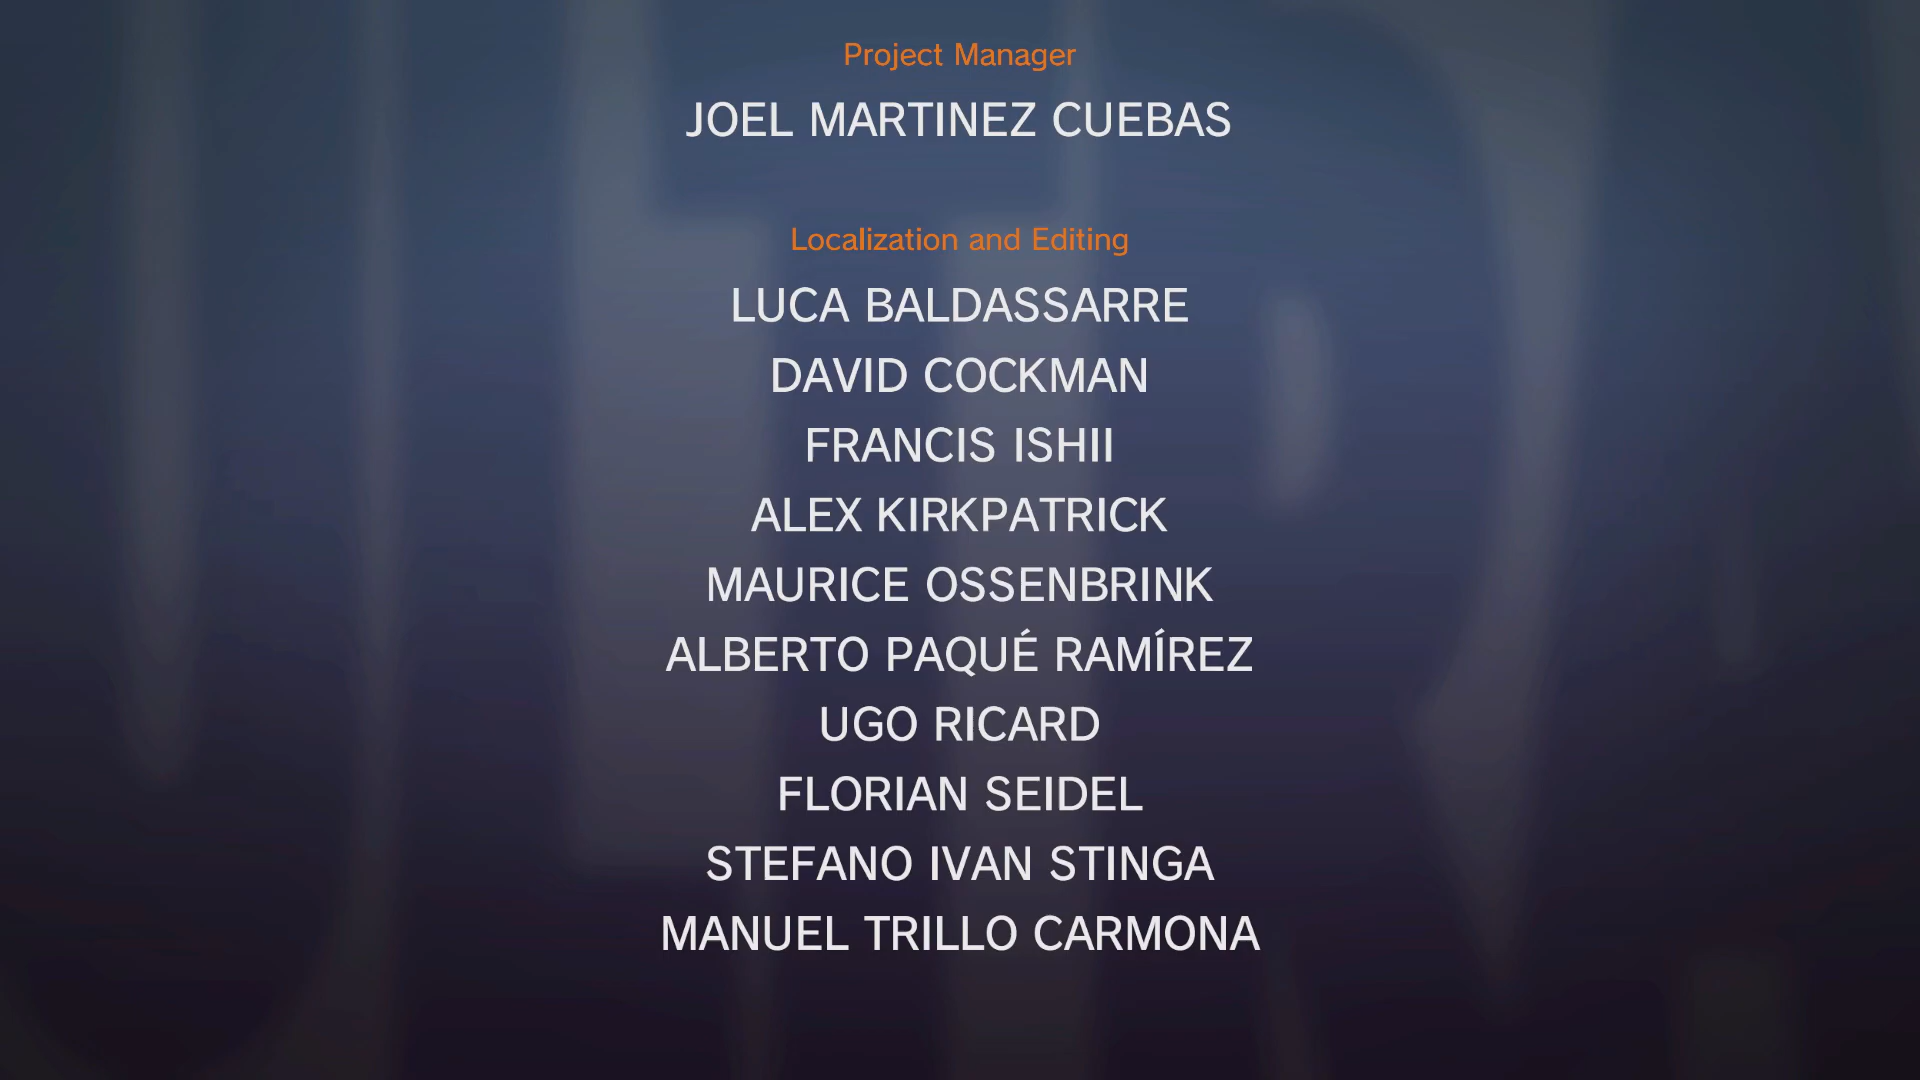 Project Manager
JOEL MARTINEZ CUEBAS
Localization and Editing
LUCA BALDASSARRE
DAVID COCKMAN
FRANCIS ISHII
ALEX KIRKPATRICK
MAURICE OSSENBRINK
ALBERTO PAQUÉ RAMÍREZ
UGO RICARD
FLORIAN SEIDEL
STEFANO IVAN STINGA
MANUEL TRILLO CARMONA